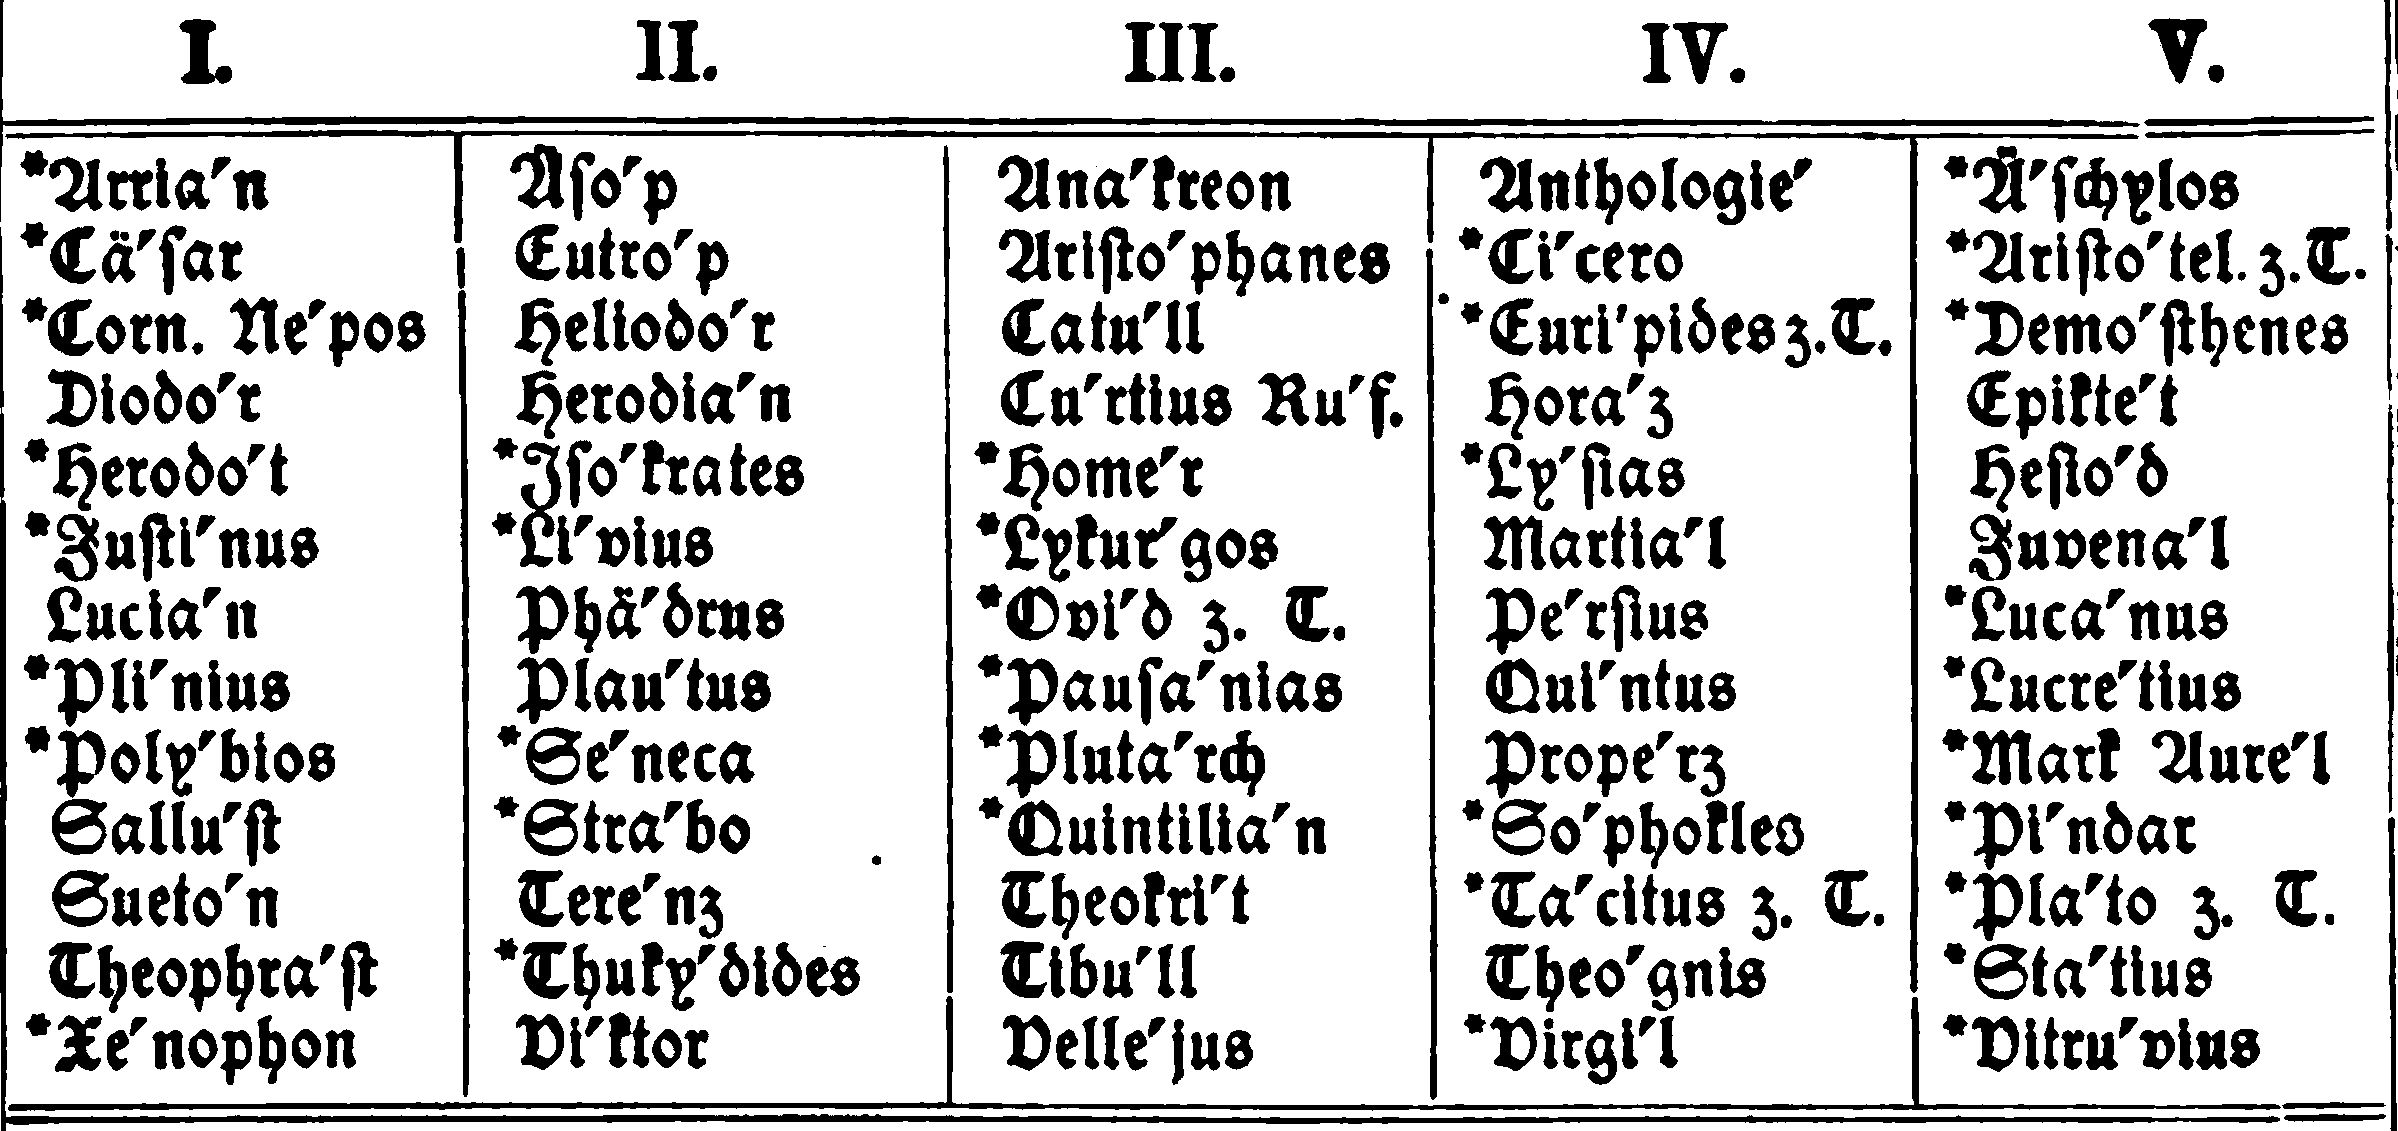 I. II. III. IV. V.
*Arria′n Äſo′p Ana′kreon Anthologie′ *Ä′ſchylos
*Cä′ſar Eutro′p Ariſto′phanes *Ci′cero *Ariſto′tel. z. T.
*Corn. Ne′pos Heliodo′r Catu′ll *Euri′pides z. T. *Demo′ſthenes
Diodo′r Herodia′n Cu′rtius Ru′f. Hora′z Epikte′t
*Herodo′t *Iſo′krates *Home′r *Ly′ſias Heſio′d
*Juſti′nus *Li′vius *Lykur′gos Martia′l Juvena′l
Lucia′n Phä′drus *Ovi′d z. T. Pe′rſius *Luca′nus
*Pli′nius Plau′tus *Pauſa′nias Qui′ntus *Lucre′tius
*Poly′bios *Se′neca *Pluta′rch Prope′rz *Mark Aure′l
Sallu′ſt *Stra′bo *Quintilia′n *So′phokles *Pi′ndar
Sueto′n Tere′nz Theokri′t *Ta′citus z. T. *Pla′to z. T.
Theophra′ſt *Thuky′dides Tibu′ll Theo′gnis *Sta′tius
*Xe′nophon Vi′ktor Velle′jus *Virgi′l *Vitru′vius